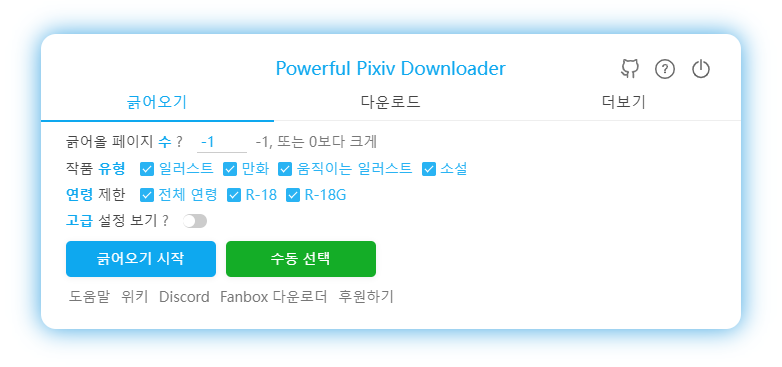 Powerful Pixiv Downloader
긁어오기 다운로드 더보기
긁어올 페이지 수 ? -1 -1, 또는 0보다 크게
작품 유형 일러스트 만화 움직이는 일러스트 소설
연령 제한 전체 연령 R-18 R-18G
고급 설정 보기 ?
긁어오기 시작 수동 선택
도움말 위키 Discord Fanbox 다운로더 후원하기